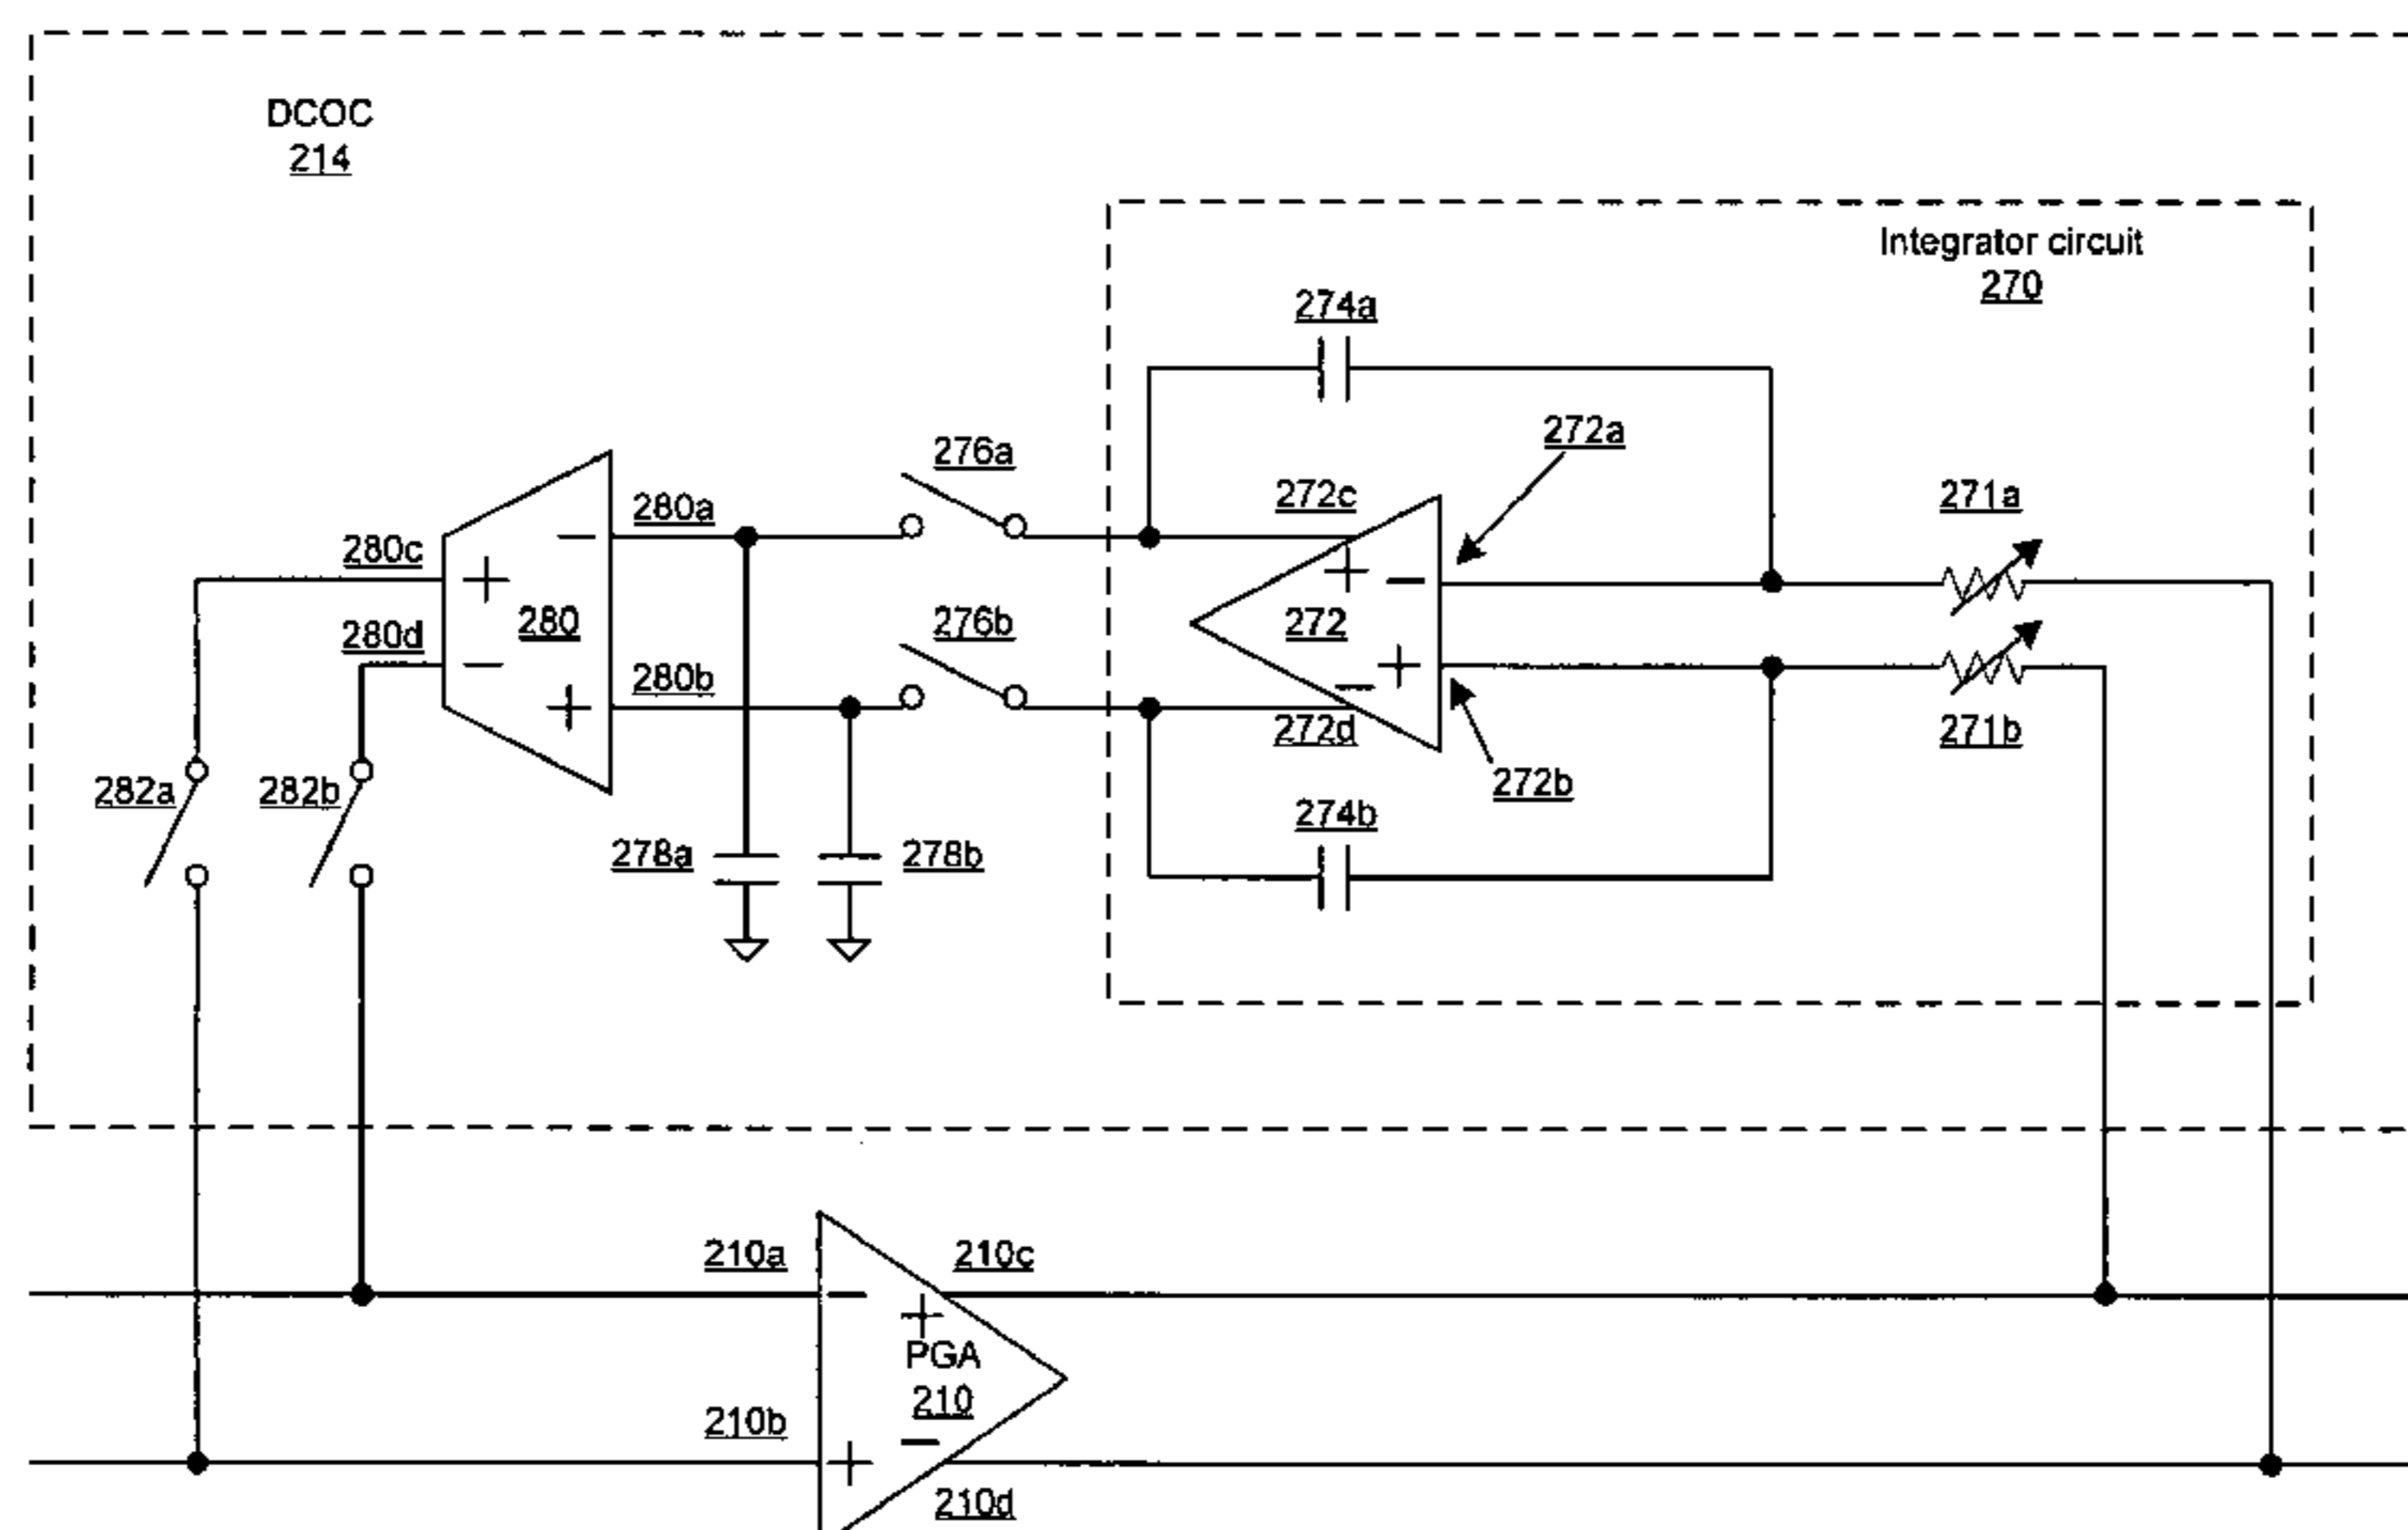 DCOC
214
Integrator circuit
270
274a
272a
276a
272c
271a
280a
280c
+
−
+
−
280
272
276b
280d
−
280b
+
+
−
272d
271b
272b
282a
282b
274b
278a
278b
210a
210c
−
+
PGA
210
210b
+
−
210d